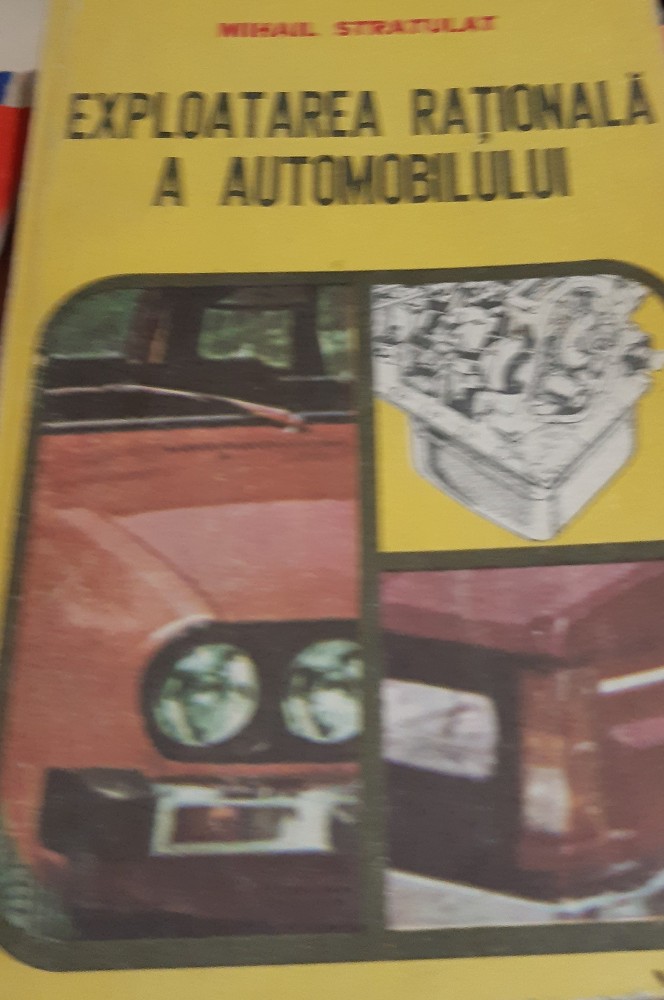 MIHAIL STRATULAT
EXPLOATAREA RAȚIONALĂ
A AUTOMOBILULUI